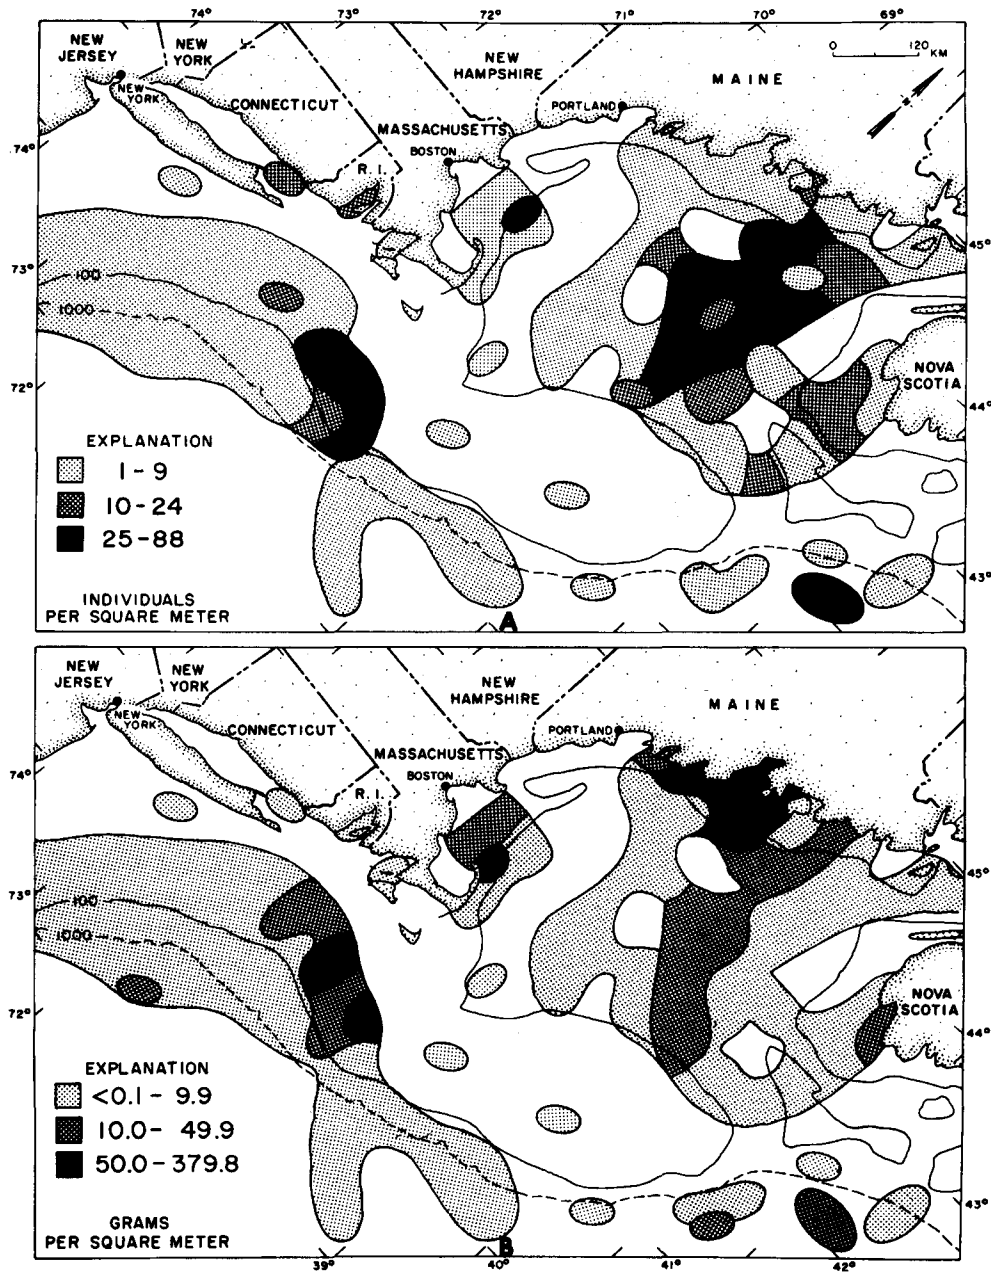 74° 73° 72° 71° 70° 69°
NEW JERSEY
NEW YORK
NEW YORK
CONNECTICUT
R. I.
MASSACHUSETTS
BOSTON
NEW HAMPSHIRE
PORTLAND
MAINE
0 120 KM
74°
73°
72°
100
1000
45°
44°
43°
NOVA SCOTIA
EXPLANATION
1-9
10-24
25-88
INDIVIDUALS
PER SQUARE METER
A
NEW JERSEY
NEW YORK
NEW YORK
CONNECTICUT
R. I.
MASSACHUSETTS
BOSTON
NEW HAMPSHIRE
PORTLAND
MAINE
74°
73°
72°
100
1000
45°
44°
43°
NOVA SCOTIA
EXPLANATION
<0.1- 9.9
10.0- 49.9
50.0-379.8
GRAMS
PER SQUARE METER
B
39° 40° 41° 42°